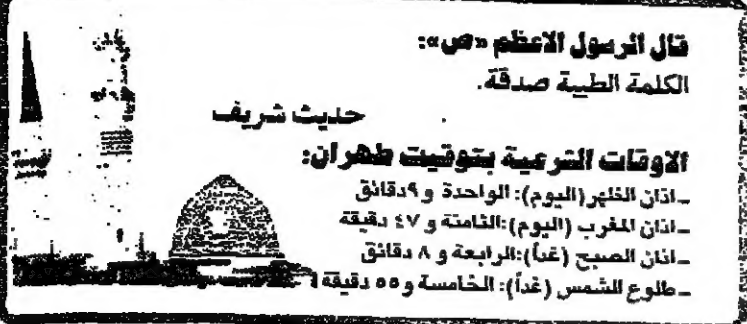 قال الرسول الاعظم «ص»:
الكلمة الطيبة صدقة.
حديث شريف
الاوقات الشرعية بتوقيت طهران:
ـ اذان الظهر (اليوم): الواحدة و ٩ دقائق
ـ اذان المغرب (اليوم): الثامنة و ٤٧ دقيقة
ـ اذان الصبح (غداً): الرابعة و ٨ دقائق
ـ طلوع الشمس (غداً): الخامسة و ٥٥ دقيقة